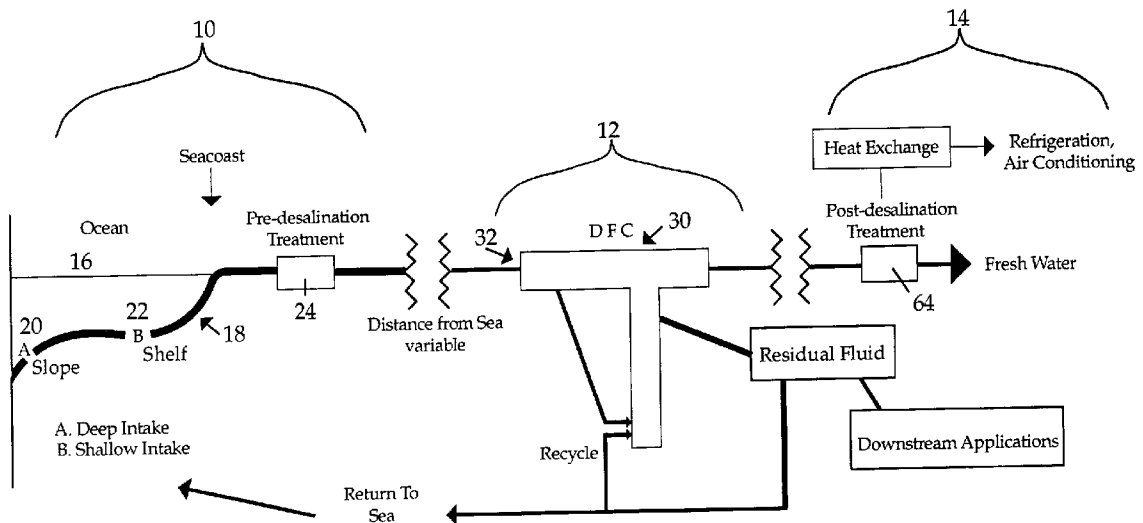 10
14
12
Seacoast
Heat Exchange
Refrigeration,
Air Conditioning
Ocean
Pre-desalination
Treatment
D F C
30
Post-desalination
Treatment
16
32
24
Fresh Water
64
20
22
18
A
B
Slope
Shelf
Distance from Sea
variable
Residual Fluid
A. Deep Intake
B. Shallow Intake
Recycle
Downstream Applications
Return To
Sea